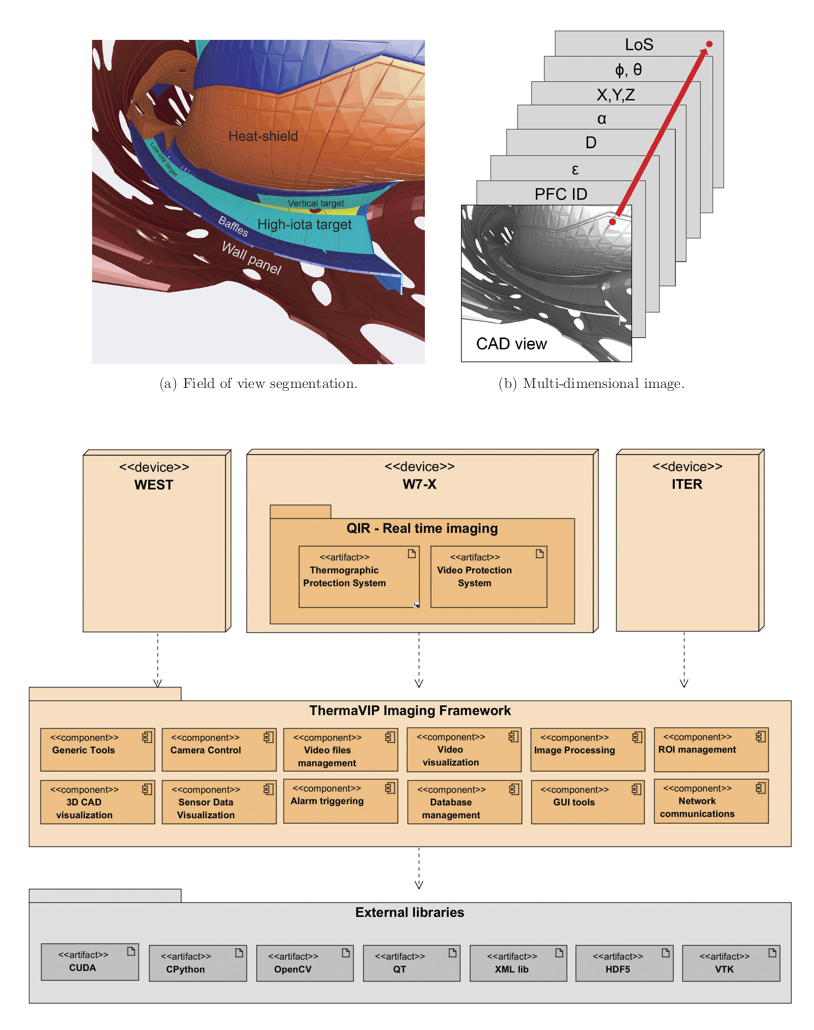 Heat-shield
Low-iota target
Vertical target
High-iota target
Baffles
Wall panel
LoS
ϕ, θ
X,Y,Z
α
D
ε
PFC ID
CAD view
(a) Field of view segmentation.
(b) Multi-dimensional image.
<<device>>
WEST
<<device>>
W7-X
QIR - Real time imaging
<<artifact>>
Thermographic
Protection System
<<artifact>>
Video Protection
System
<<device>>
ITER
ThermaVIP Imaging Framework
<<component>>
Generic Tools
<<component>>
Camera Control
<<component>>
Video files
management
<<component>>
Video
visualization
<<component>>
Image Processing
<<component>>
ROI management
<<component>>
3D CAD
visualization
<<component>>
Sensor Data
Visualization
<<component>>
Alarm triggering
<<component>>
Database
management
<<component>>
GUI tools
<<component>>
Network
communications
External libraries
<<artifact>>
CUDA
<<artifact>>
CPython
<<artifact>>
OpenCV
<<artifact>>
QT
<<artifact>>
XML lib
<<artifact>>
HDF5
<<artifact>>
VTK